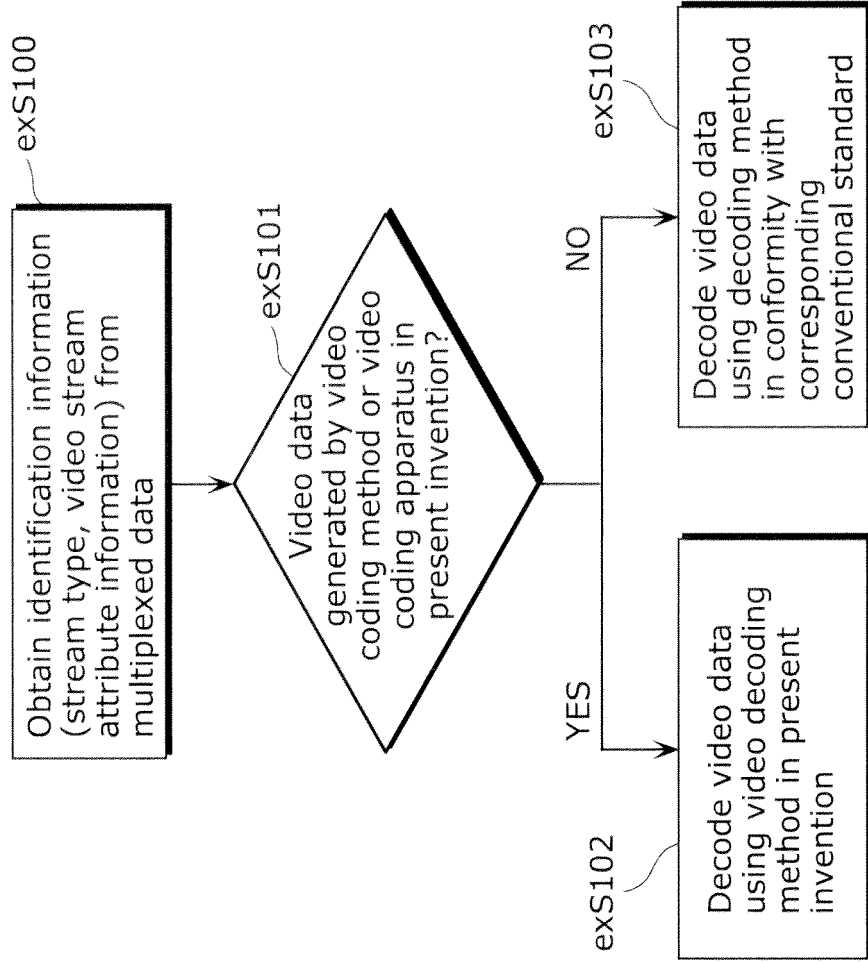 exS100
Obtain identification information
(stream type, video stream
attribute information) from
multiplexed data
exS101
Video data
generated by video
coding method or video
coding apparatus in
present invention?
YES
NO
exS102
Decode video data
using video decoding
method in present
invention
exS103
Decode video data
using decoding method
in conformity with
corresponding
conventional standard